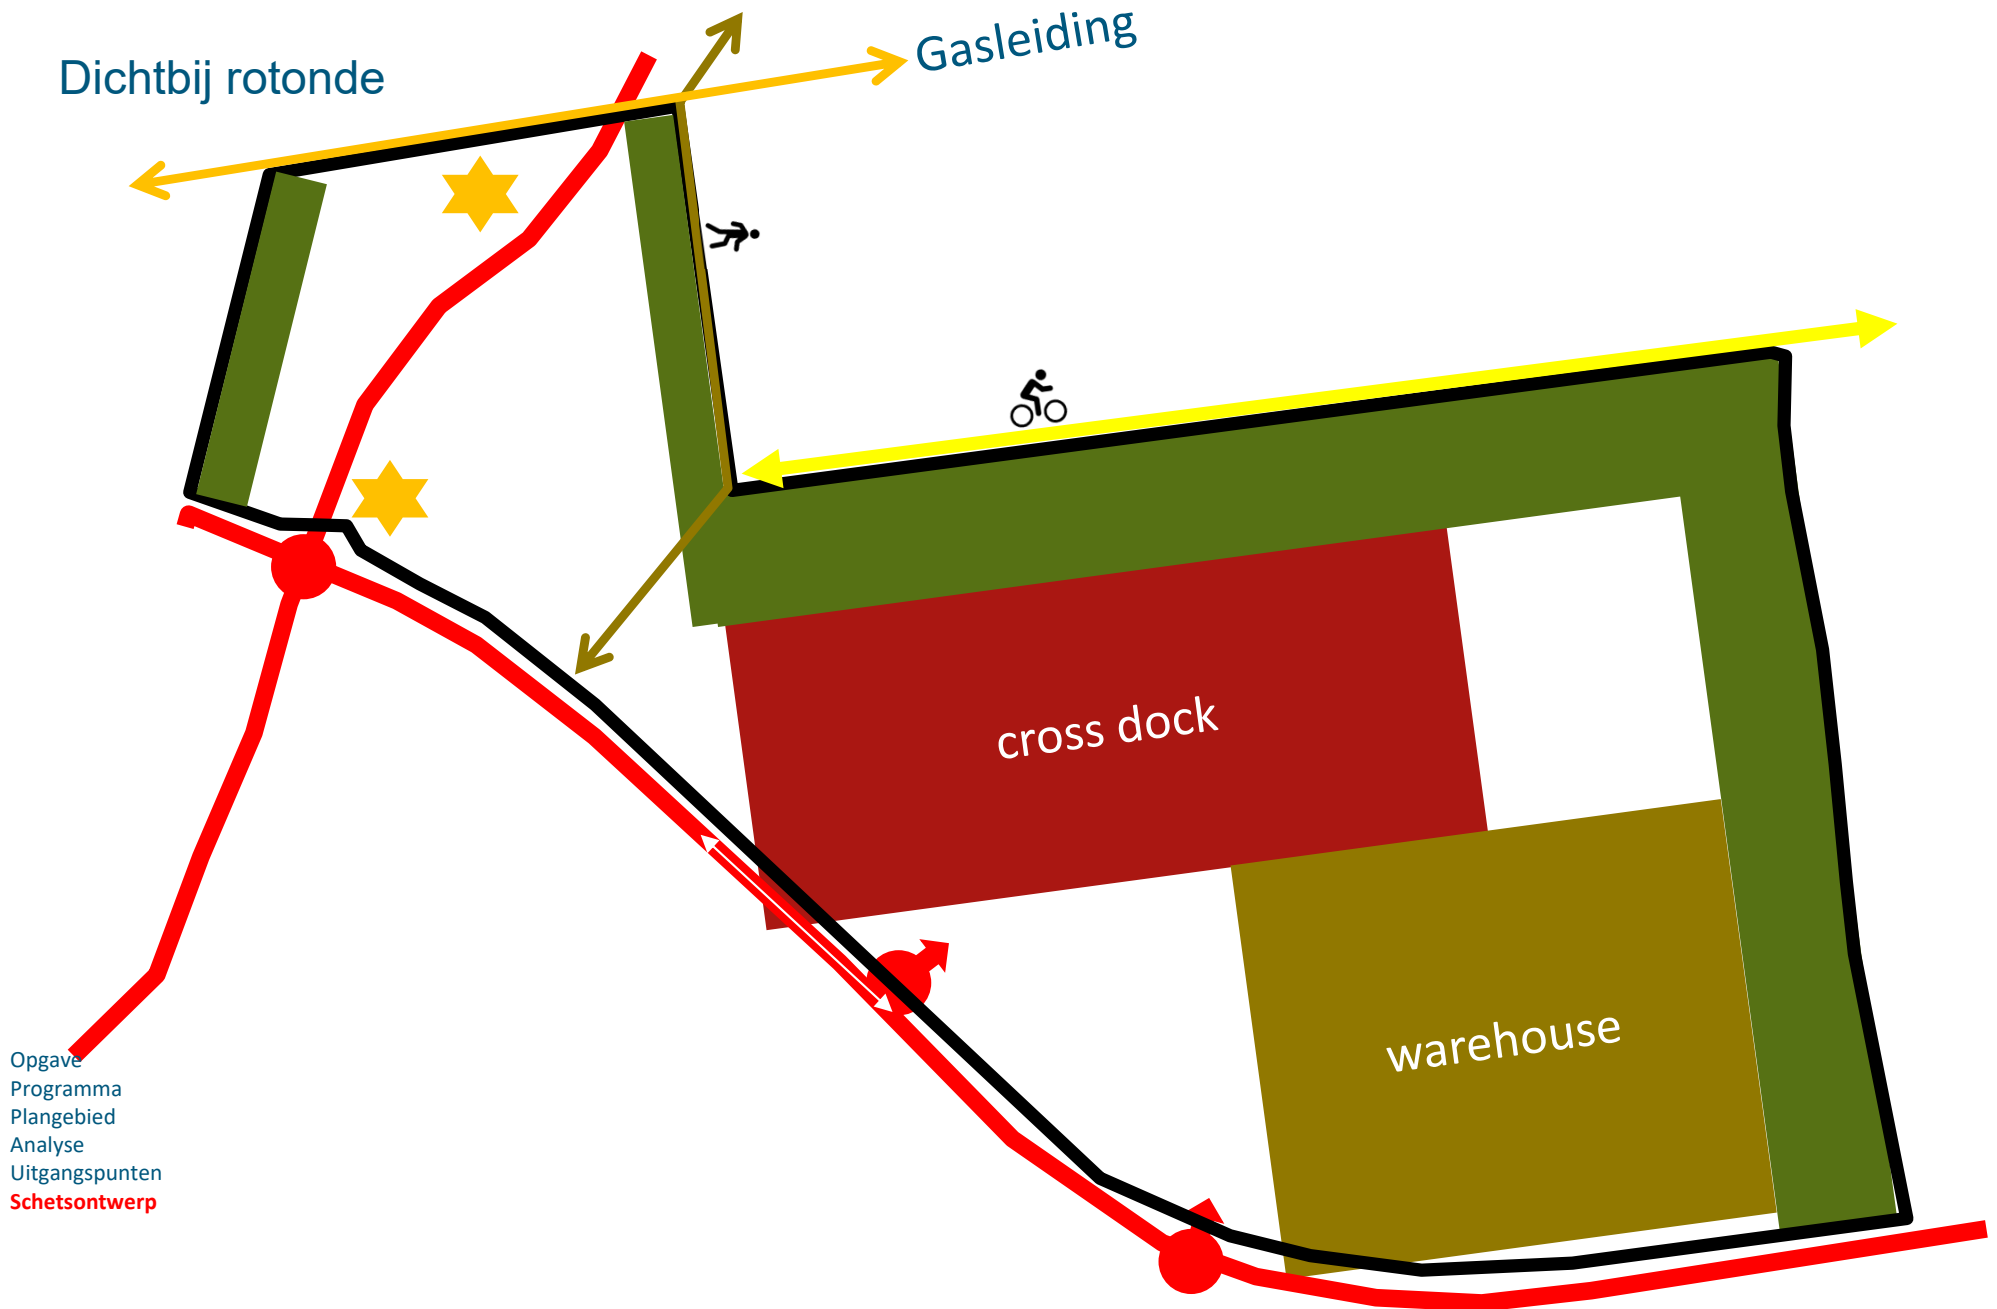 Dichtbij rotonde
Gasleiding
cross dock
warehouse
Opgave
Programma
Plangebied
Analyse
Uitgangspunten
Schetsontwerp